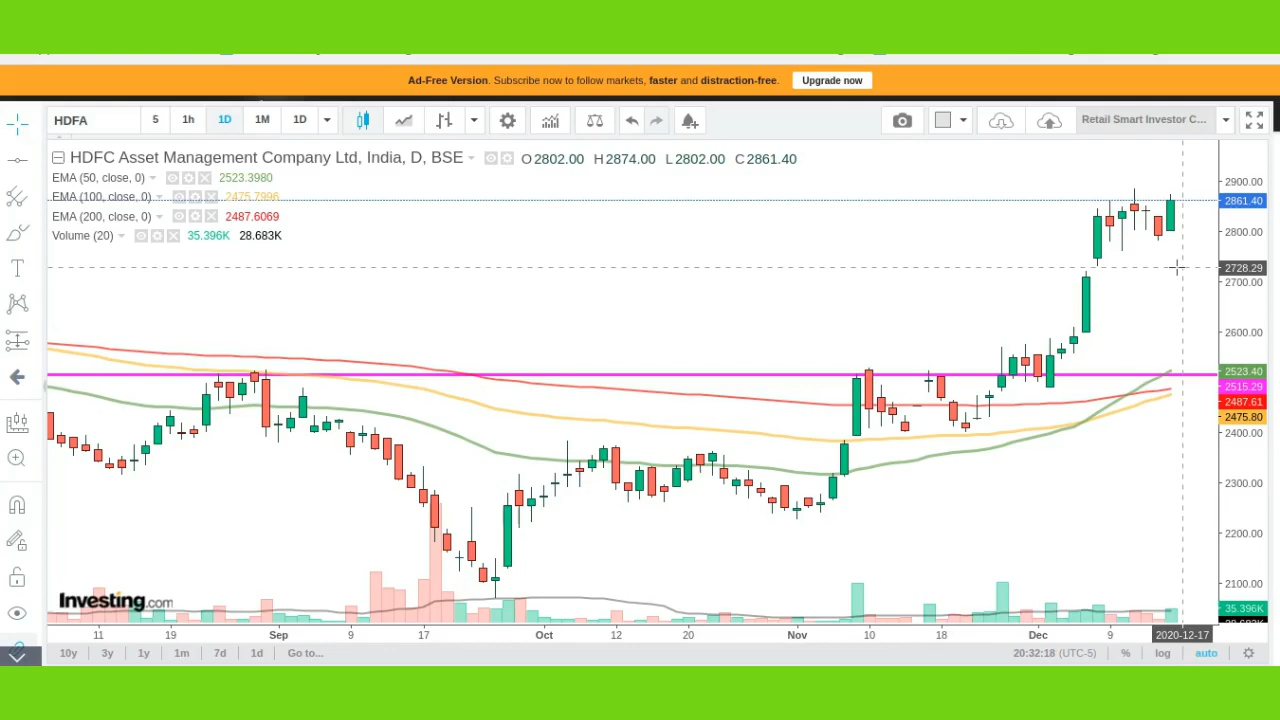 Ad-Free Version. Subscribe now to follow markets, faster and distraction-free. Upgrade now
HDFA 5 1h 1D 1M 1D Retail Smart Investor C...
HDFC Asset Management Company Ltd, India, D, BSE O2802.00 H2874.00 L2802.00 C2861.40
EMA (50, close, 0) 2523.3980
EMA (100, close, 0) 2475.7996
EMA (200, close, 0) 2487.6069
Volume (20) 35.396K 28.683K
2900.00
2861.40
2800.00
2728.29
2700.00
2600.00
2523.40
2515.29
2487.61
2475.80
2400.00
2300.00
2200.00
2100.00
35.396K
Investing.com
11 19 Sep 9 17 Oct 12 20 Nov 10 18 Dec 9 2020-12-17
10y 3y 1y 1m 7d 1d Go to... 20:32:18 (UTC-5) % log auto